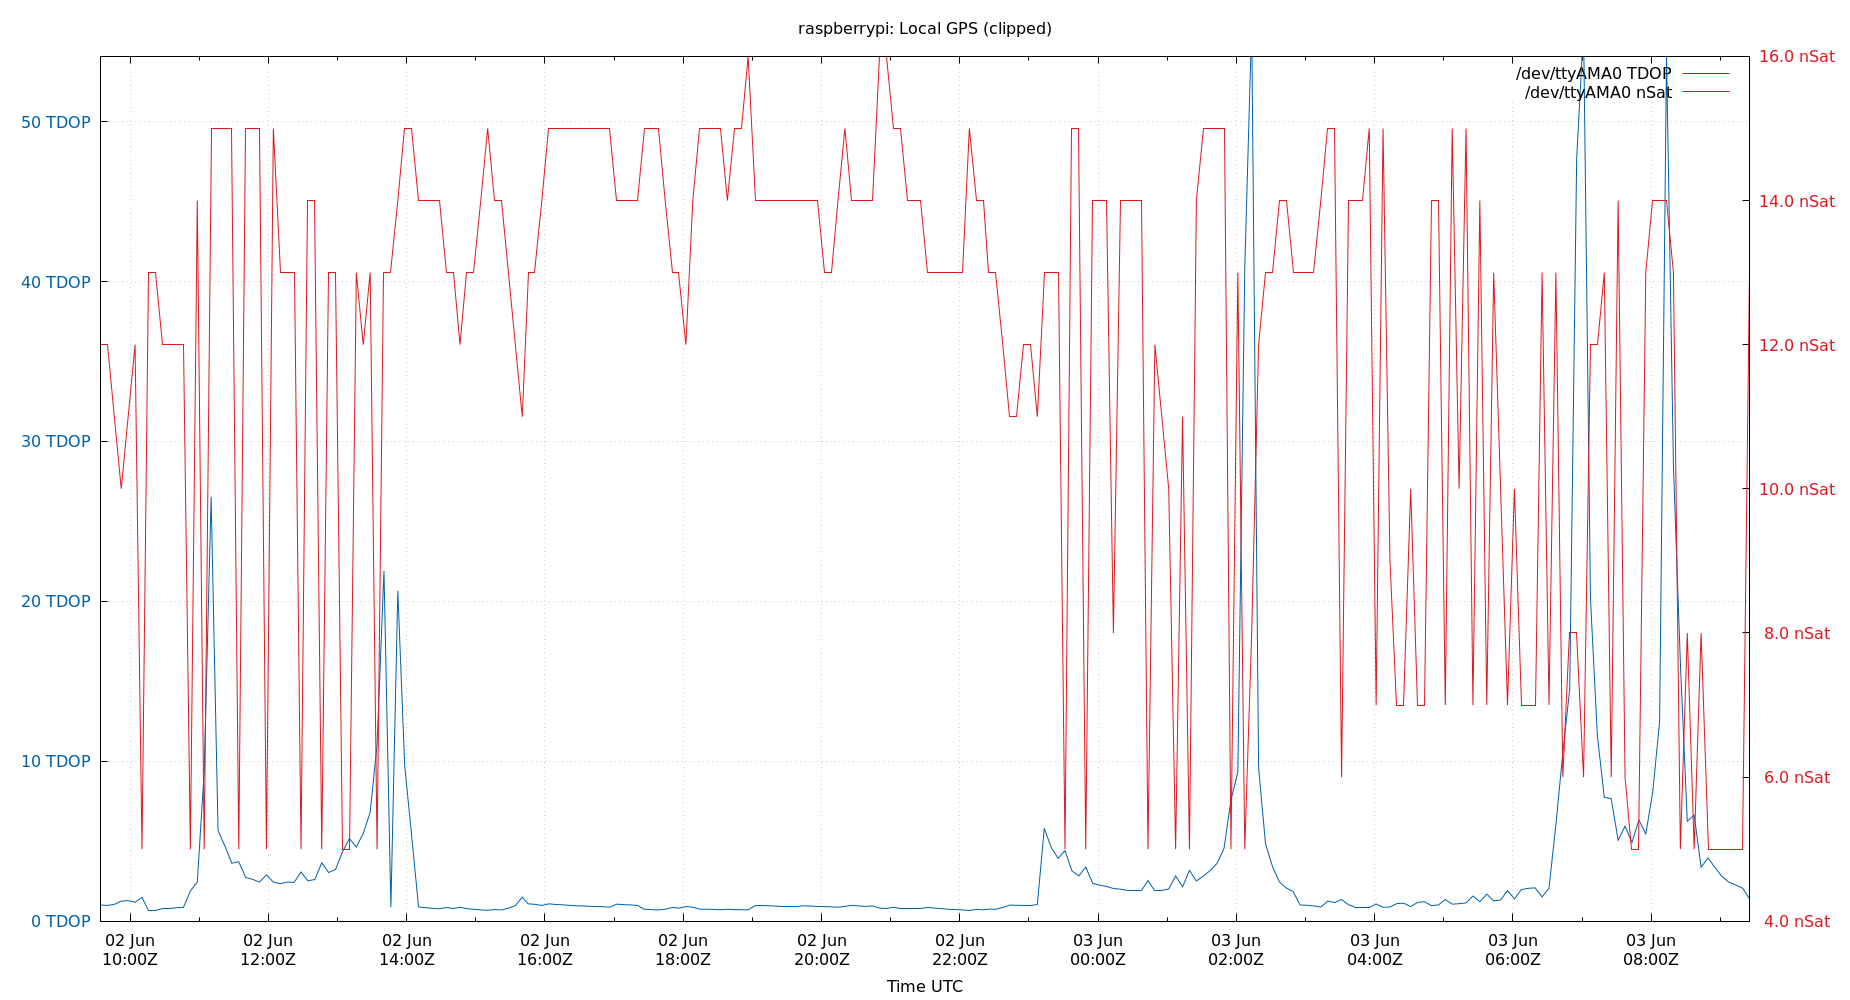 raspberrypi: Local GPS (clipped)
/dev/ttyAMA0 TDOP
/dev/ttyAMA0 nSat
50 TDOP
40 TDOP
30 TDOP
20 TDOP
10 TDOP
0 TDOP
16.0 nSat
14.0 nSat
12.0 nSat
10.0 nSat
8.0 nSat
6.0 nSat
4.0 nSat
02 Jun
10:00Z
02 Jun
12:00Z
02 Jun
14:00Z
02 Jun
16:00Z
02 Jun
18:00Z
02 Jun
20:00Z
02 Jun
22:00Z
03 Jun
00:00Z
03 Jun
02:00Z
03 Jun
04:00Z
03 Jun
06:00Z
03 Jun
08:00Z
Time UTC